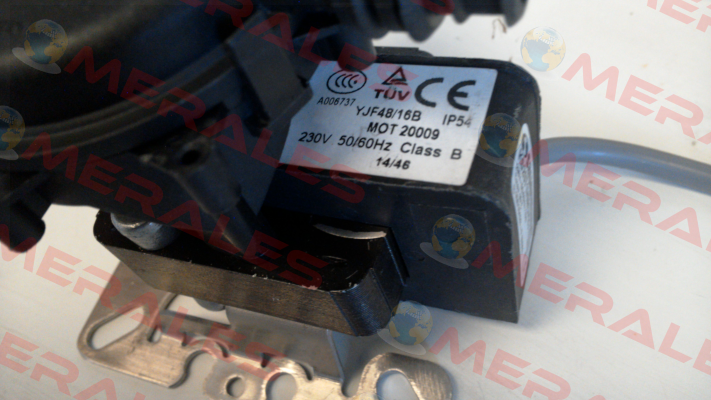 MERALES
CCC TÜV CE
A006737 YJF48/16B IP54
MOT 20009
230V 50/60Hz Class B
14/46
MERALES
MERALES
MERALES
MERALES